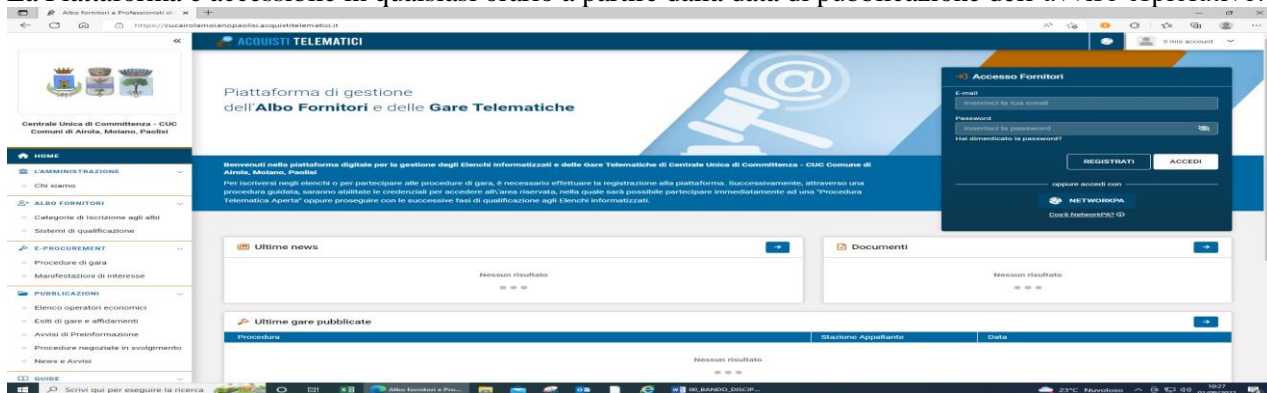 La Piattaforma è accessibile in qualsiasi orario a partire dalla data di pubblicazione dell'avviso esplorativo.
Albo fornitori e Professionisti di
https://cucairolamoianopaolisi.acquistitelematici.it
ACQUISTI TELEMATICI
Il mio account
Centrale Unica di Committenza - CUC
Comuni di Airola, Moiano, Paolisi
HOME
L'AMMINISTRAZIONE
Chi siamo
ALBO FORNITORI
Categorie di iscrizione agli albi
Sistemi di qualificazione
E-PROCUREMENT
Procedure di gara
Manifestazioni di interesse
PUBBLICAZIONI
Elenco operatori economici
Esiti di gare e affidamenti
Avvisi di Preinformazione
Procedure negoziate in svolgimento
News e Avvisi
GUIDE
Piattaforma di gestione
dell'Albo Fornitori e delle Gare Telematiche
Accesso Fornitori
E-mail
Inserisci la tua email
Password
Inserisci la password
Hai dimenticato la password?
REGISTRATI
ACCEDI
oppure accedi con
NETWORKPA
Cos'è NetworkPA?
Benvenuti nella piattaforma digitale per la gestione degli Elenchi informatizzati e delle Gare Telematiche di Centrale Unica di Committenza - CUC Comune di
Airola, Moiano, Paolisi
Per iscriversi negli elenchi o per partecipare alle procedure di gara, è necessario effettuare la registrazione alla piattaforma. Successivamente, attraverso una
procedura guidata, saranno abilitate le credenziali per accedere all\'area riservata, nella quale sarà possibile partecipare immediatamente ad una "Procedura
Telematica Aperta" oppure proseguire con le successive fasi di qualificazione agli Elenchi informatizzati.
Ultime news
Nessun risultato
Documenti
Nessun risultato
Ultime gare pubblicate
Procedura
Stazione Appaltante
Data
Nessun risultato
Scrivi qui per eseguire la ricerca
Albo fornitori e Pro...
00_BANDO_DISCIP...
23°C Nuvoloso
10:27